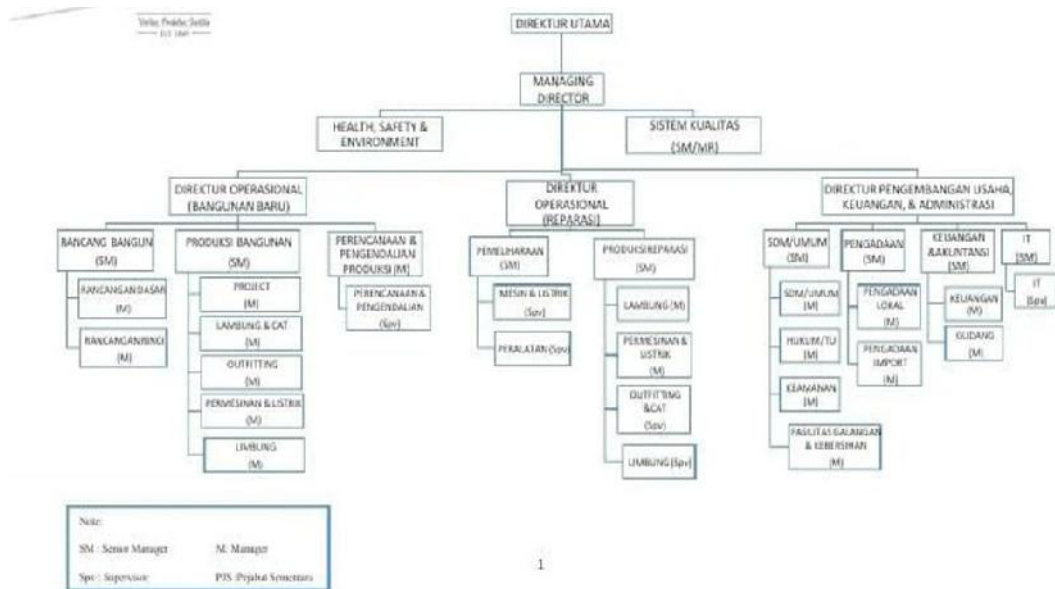 DIREKTUR UTAMA
MANAGING
DIRECTOR
HEALTH, SAFETY &
ENVIRONMENT
SISTEM KUALITAS
(SM/MR)
DIREKTUR OPERASIONAL
(BANGUNAN BARU)
DIREKTUR
OPERASIONAL
(REPARASI)
DIREKTUR PENGEMBANGAN USAHA,
KEUANGAN, & ADMINISTRASI
RANCANG BANGUN
(SM)
RANCANGAN DASAR
(M)
RANCANGAN RINCI
(M)
PRODUKSI BANGUNAN
(SM)
PROJECT
(M)
LAMBUNG & CAT
(M)
OUTFITTING
(M)
PERMESINAN & LISTRIK
(M)
LIMBUNG
(M)
PERENCANAAN &
PENGENDALIAN
PRODUKSI (M)
PERENCANAAN &
PENGENDALIAN
(Spv)
PEMELIHARAAN
(SM)
MESIN & LISTRIK
(Spv)
PERALATAN (Spv)
PRODUKSI REPARASI
(SM)
LAMBUNG (M)
PERMESINAN &
LISTRIK
(M)
OUTFITTING
& CAT
(Spv)
LIMBUNG (Spv)
SDM/UMUM
(SM)
SDM/UMUM
(M)
HUKUM/TU
(M)
KEAMANAN
(M)
FASILITAS GALANGAN
& KEBERSIHAN
(M)
PENGADAAN
(SM)
PENGADAAN
LOKAL
(M)
PENGADAAN
IMPORT
(M)
KEUANGAN
& AKUNTANSI
(SM)
KEUANGAN
(M)
GUDANG
(M)
IT
(SM)
IT
(Spv)
Note:
SM : Senior Manager M. Manager
Spv : Supervisor PJS :Pejabat Sementara
1